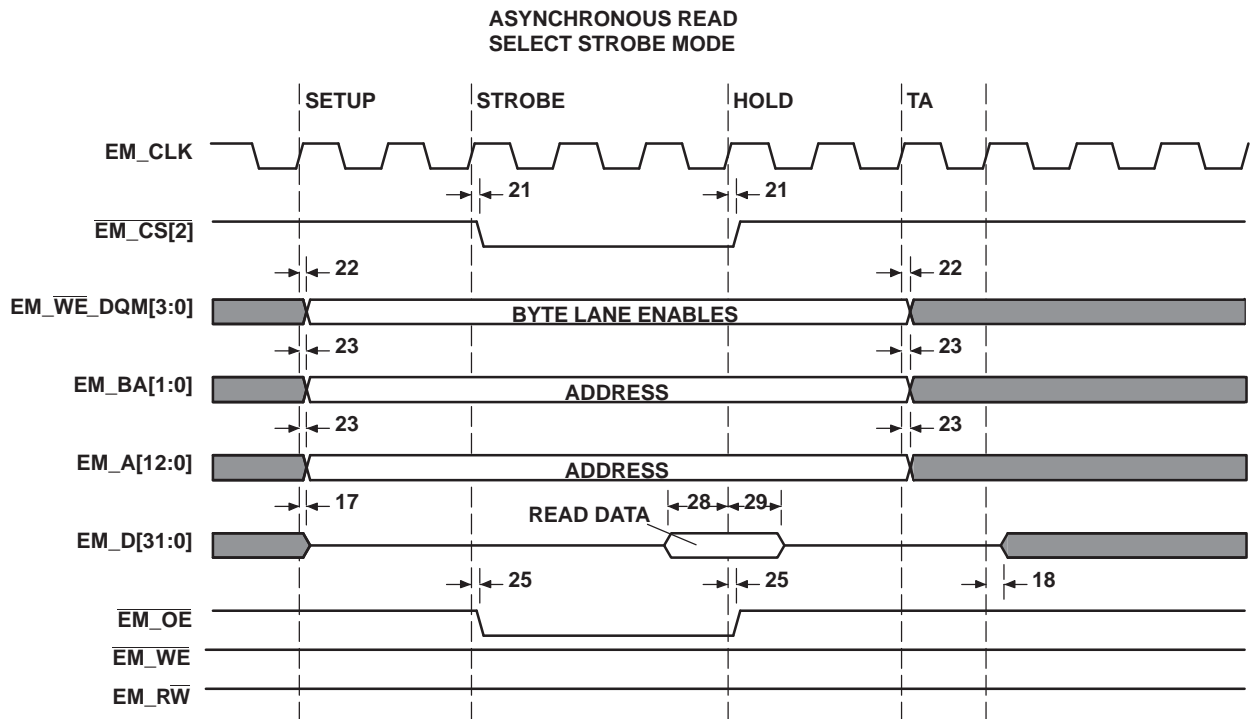 ASYNCHRONOUS READ
SELECT STROBE MODE
SETUP STROBE HOLD TA
EM_CLK
21 21
EM_CS[2]
22 22
EM_WE_DQM[3:0] BYTE LANE ENABLES
23 23
EM_BA[1:0] ADDRESS
23 23
EM_A[12:0] ADDRESS
17 28 29
READ DATA
EM_D[31:0]
25 25 18
EM_OE
EM_WE
EM_RW